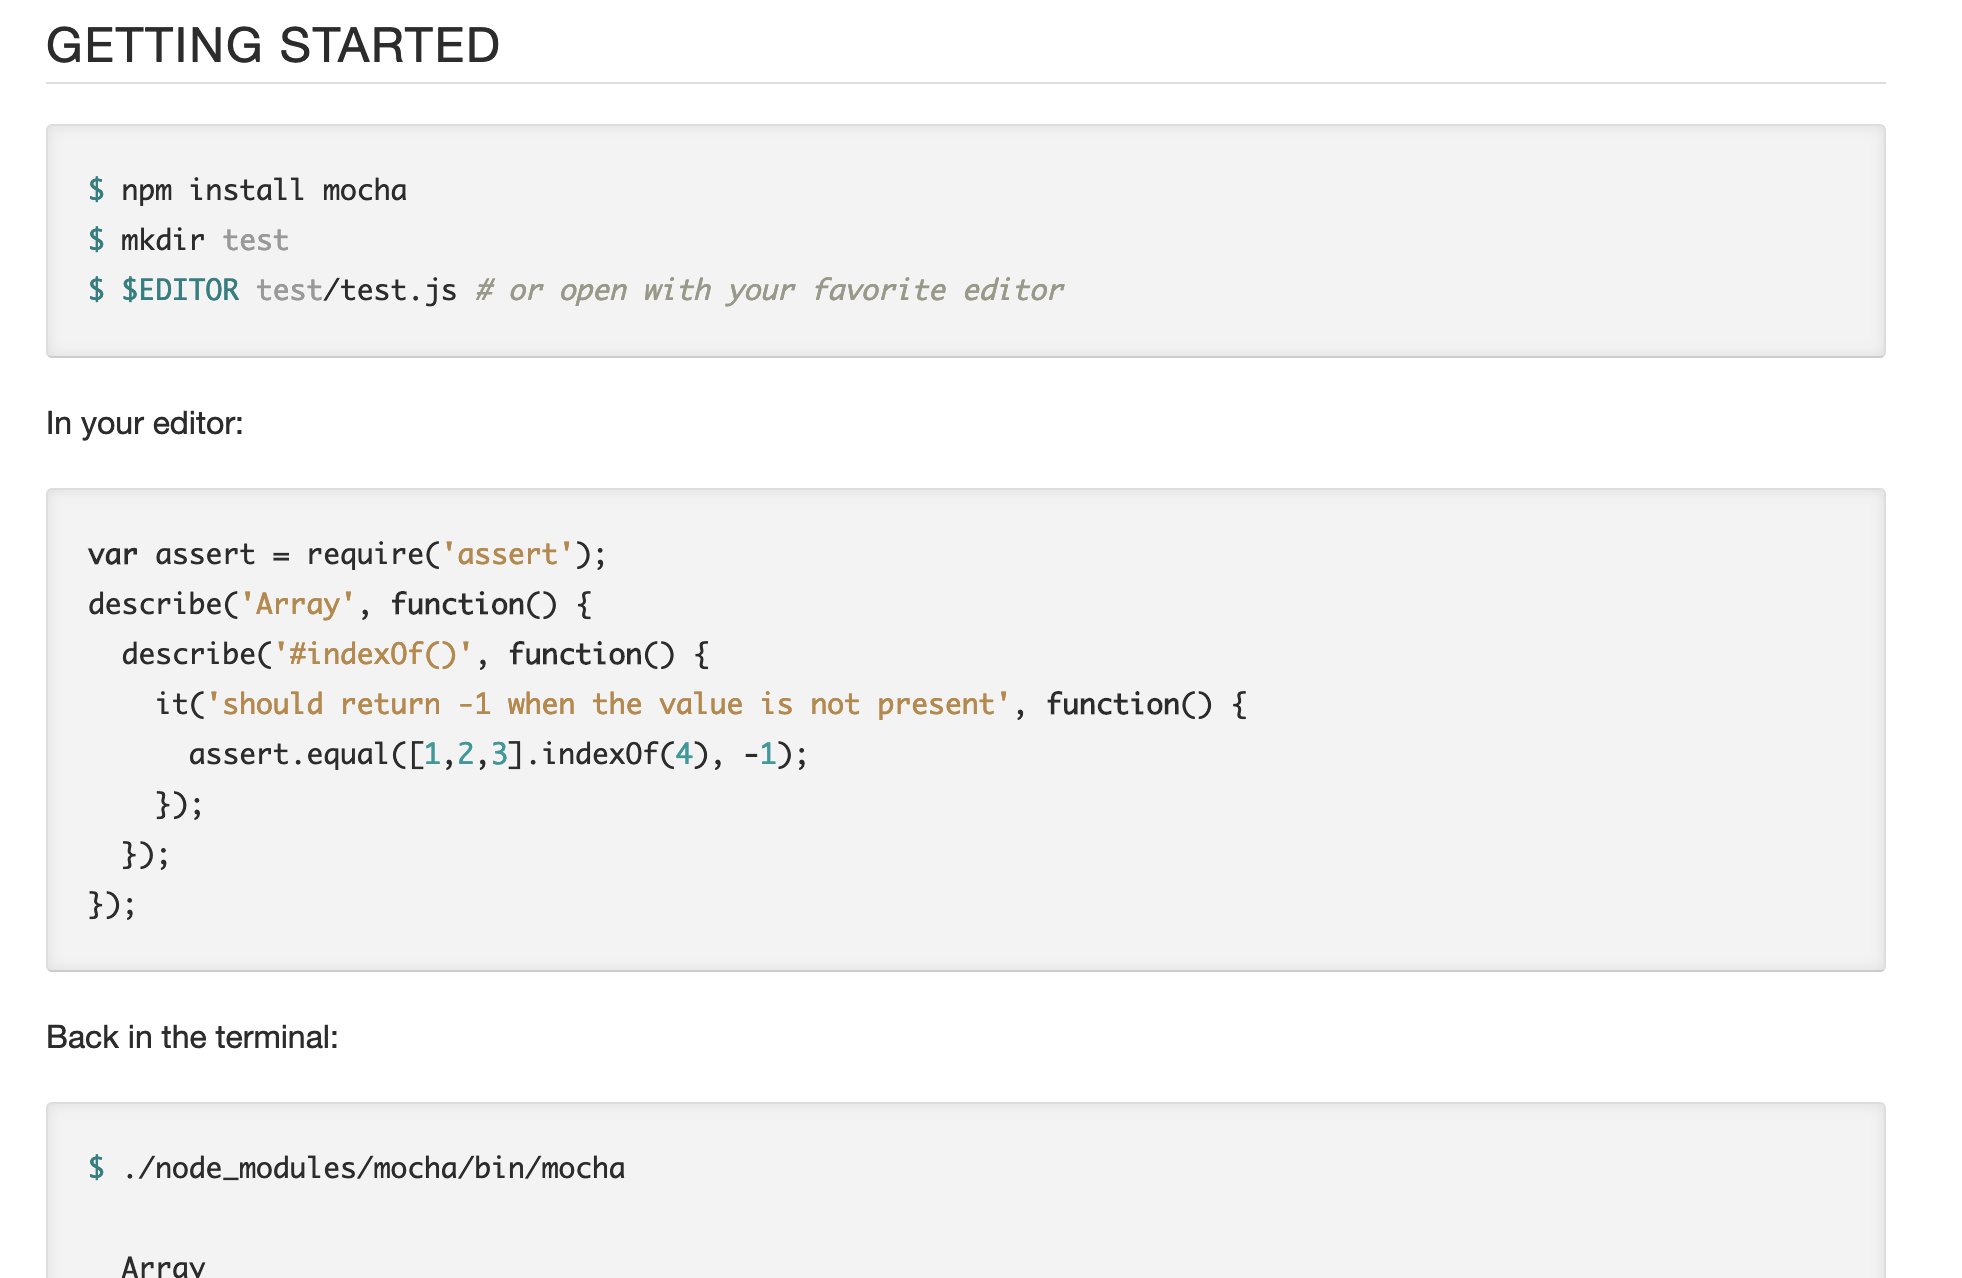 GETTING STARTED
$ npm install mocha
$ mkdir test
$ $EDITOR test/test.js # or open with your favorite editor
In your editor:
var assert = require('assert');
describe('Array', function() {
  describe('#indexOf()', function() {
    it('should return -1 when the value is not present', function() {
      assert.equal([1,2,3].indexOf(4), -1);
    });
  });
});
Back in the terminal:
$ ./node_modules/mocha/bin/mocha
  Array